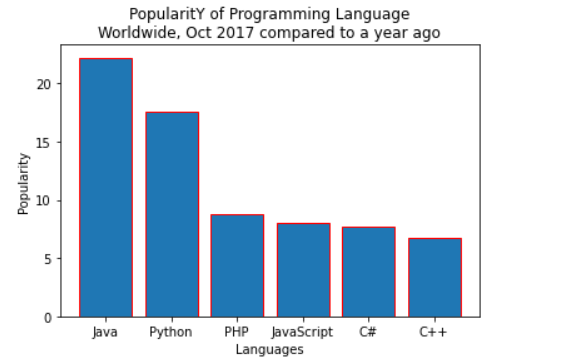 PopularitY of Programming Language
Worldwide, Oct 2017 compared to a year ago
20
15
10
5
0
Popularity
Java Python PHP JavaScript C# C++
Languages